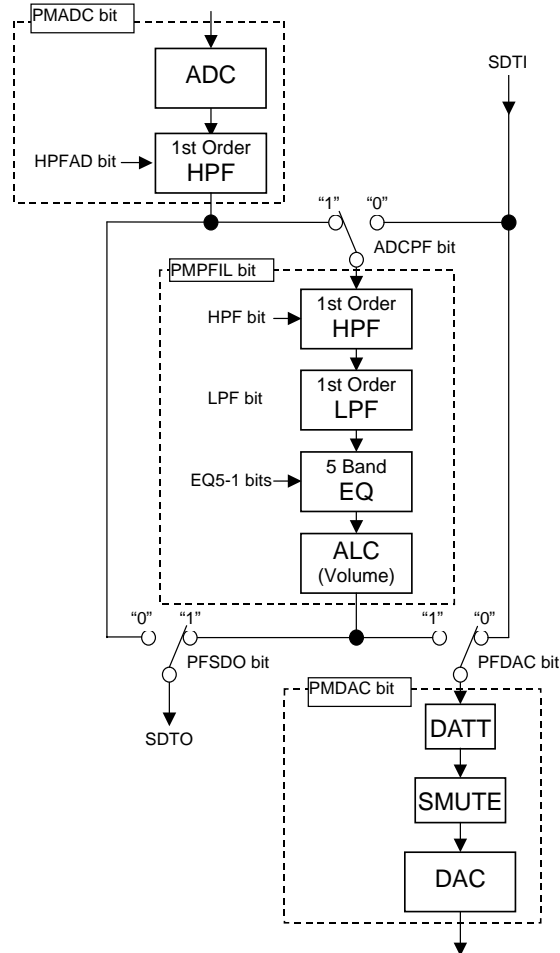 PMADC bit
ADC
SDTI
1st Order
HPF
HPFAD bit
“1”
“0”
ADCPF bit
PMPFIL bit
1st Order
HPF
HPF bit
1st Order
LPF
LPF bit
5 Band
EQ
EQ5-1 bits
ALC
(Volume)
“0”
“1”
“1”
“0”
PFSDO bit
PFDAC bit
SDTO
PMDAC bit
DATT
SMUTE
DAC